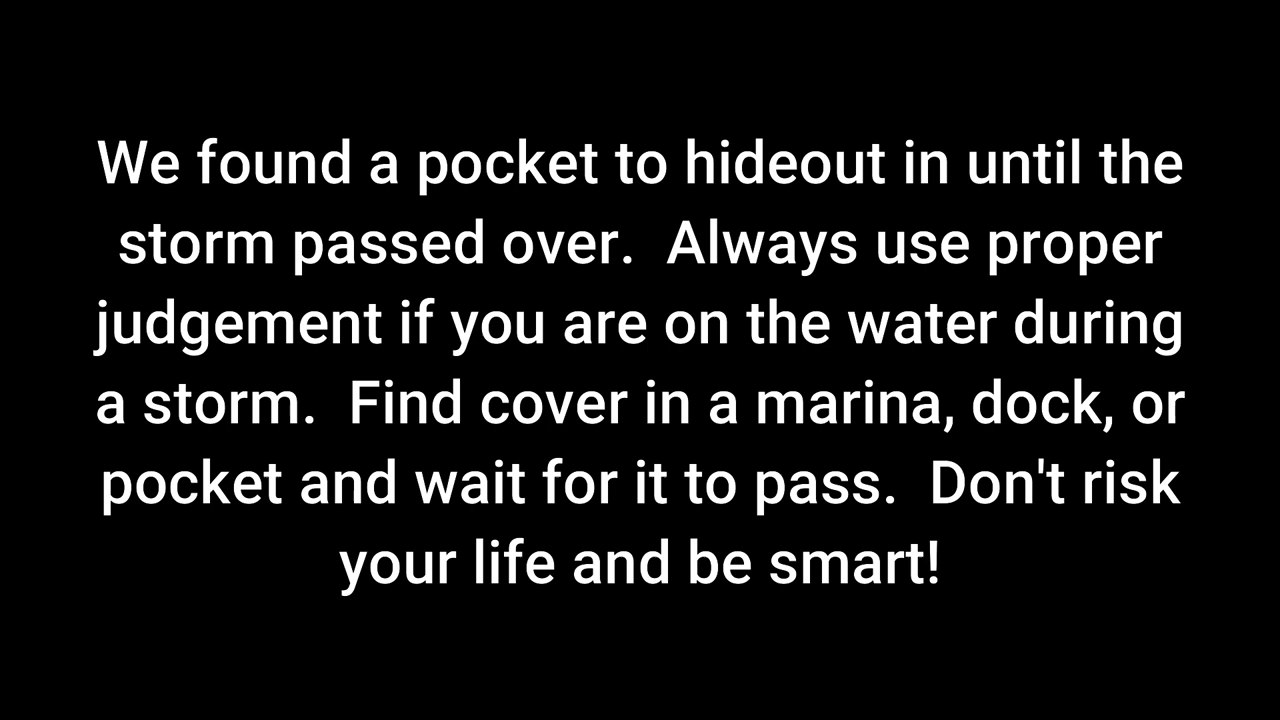 We found a pocket to hideout in until the
storm passed over.  Always use proper
judgement if you are on the water during
a storm.  Find cover in a marina, dock, or
pocket and wait for it to pass.  Don't risk
your life and be smart!